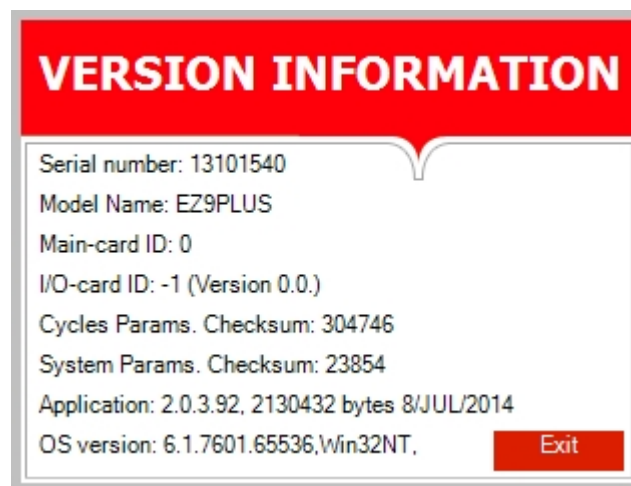 VERSION INFORMATION
Serial number: 13101540
Model Name: EZ9PLUS
Main-card ID: 0
I/O-card ID: -1 (Version 0.0.)
Cycles Params. Checksum: 304746
System Params. Checksum: 23854
Application: 2.0.3.92, 2130432 bytes 8/JUL/2014
OS version: 6.1.7601.65536,Win32NT,
Exit